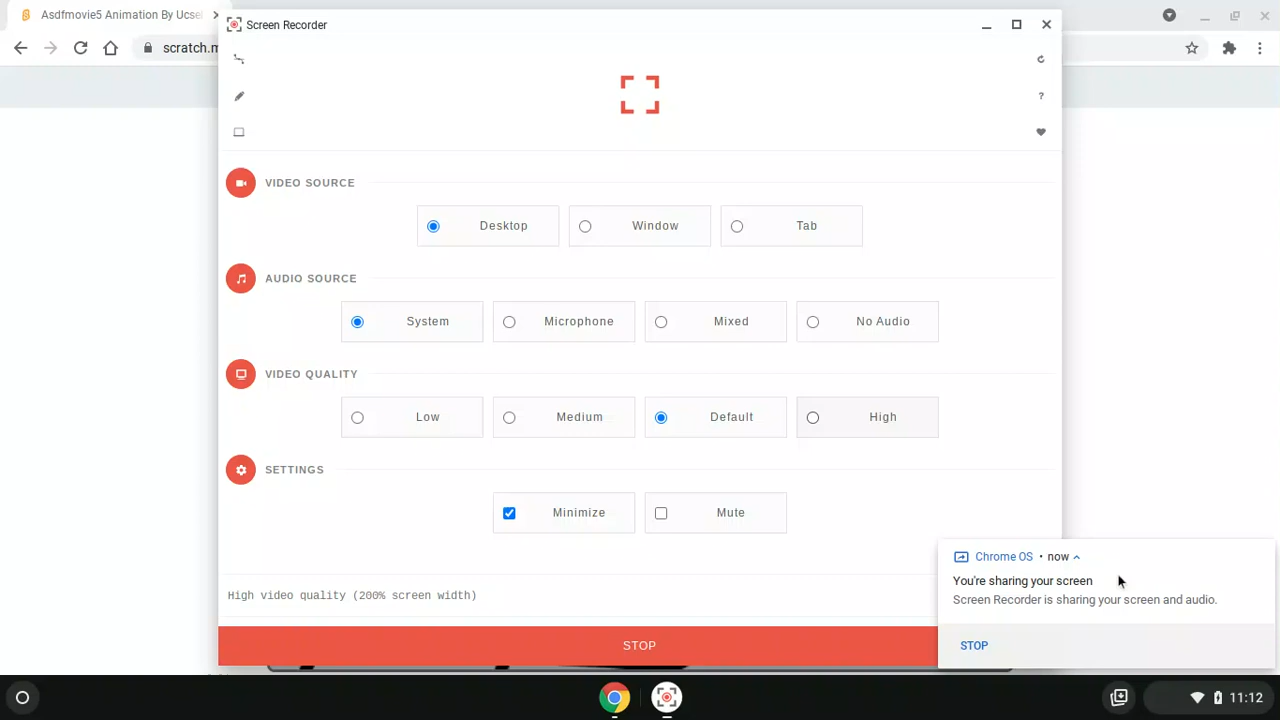 Asdfmovie5 Animation By Ucse
Screen Recorder
scratch.m
?
VIDEO SOURCE
Desktop
Window
Tab
AUDIO SOURCE
System
Microphone
Mixed
No Audio
VIDEO QUALITY
Low
Medium
Default
High
SETTINGS
Minimize
Mute
Chrome OS • now
You're sharing your screen
Screen Recorder is sharing your screen and audio.
High video quality (200% screen width)
STOP
STOP
11:12